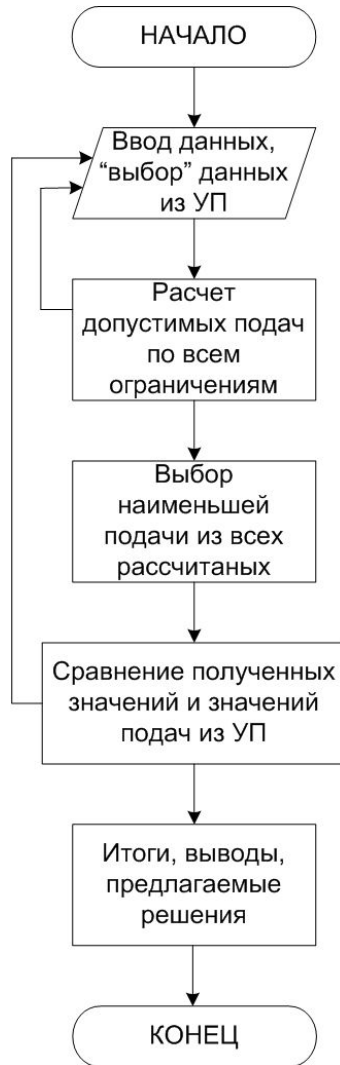 НАЧАЛО
Ввод данных,
“выбор” данных
из УП
Расчет
допустимых подач
по всем
ограничениям
Выбор
наименьшей
подачи из всех
рассчитаных
Сравнение полученных
значений и значений
подач из УП
Итоги, выводы,
предлагаемые
решения
КОНЕЦ